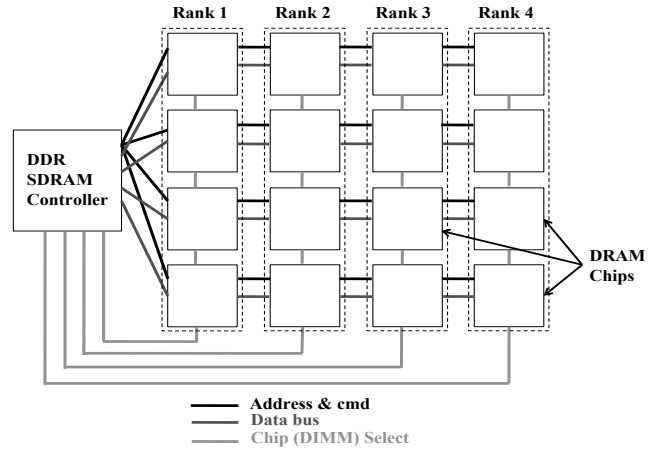 Rank 1 Rank 2 Rank 3 Rank 4
DDR
SDRAM
Controller
DRAM
Chips
Address & cmd
Data bus
Chip (DIMM) Select